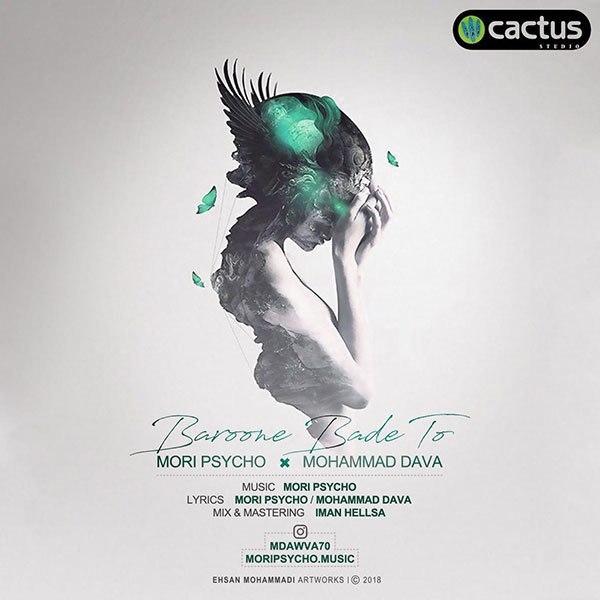 cactus
STUDIO
Baroone Bade To
MORI PSYCHO × MOHAMMAD DAVA
MUSIC MORI PSYCHO
LYRICS MORI PSYCHO / MOHAMMAD DAVA
MIX & MASTERING IMAN HELLSA
MDAWVA70
MORIPSYCHO.MUSIC
EHSAN MOHAMMADI ARTWORKS | © 2018